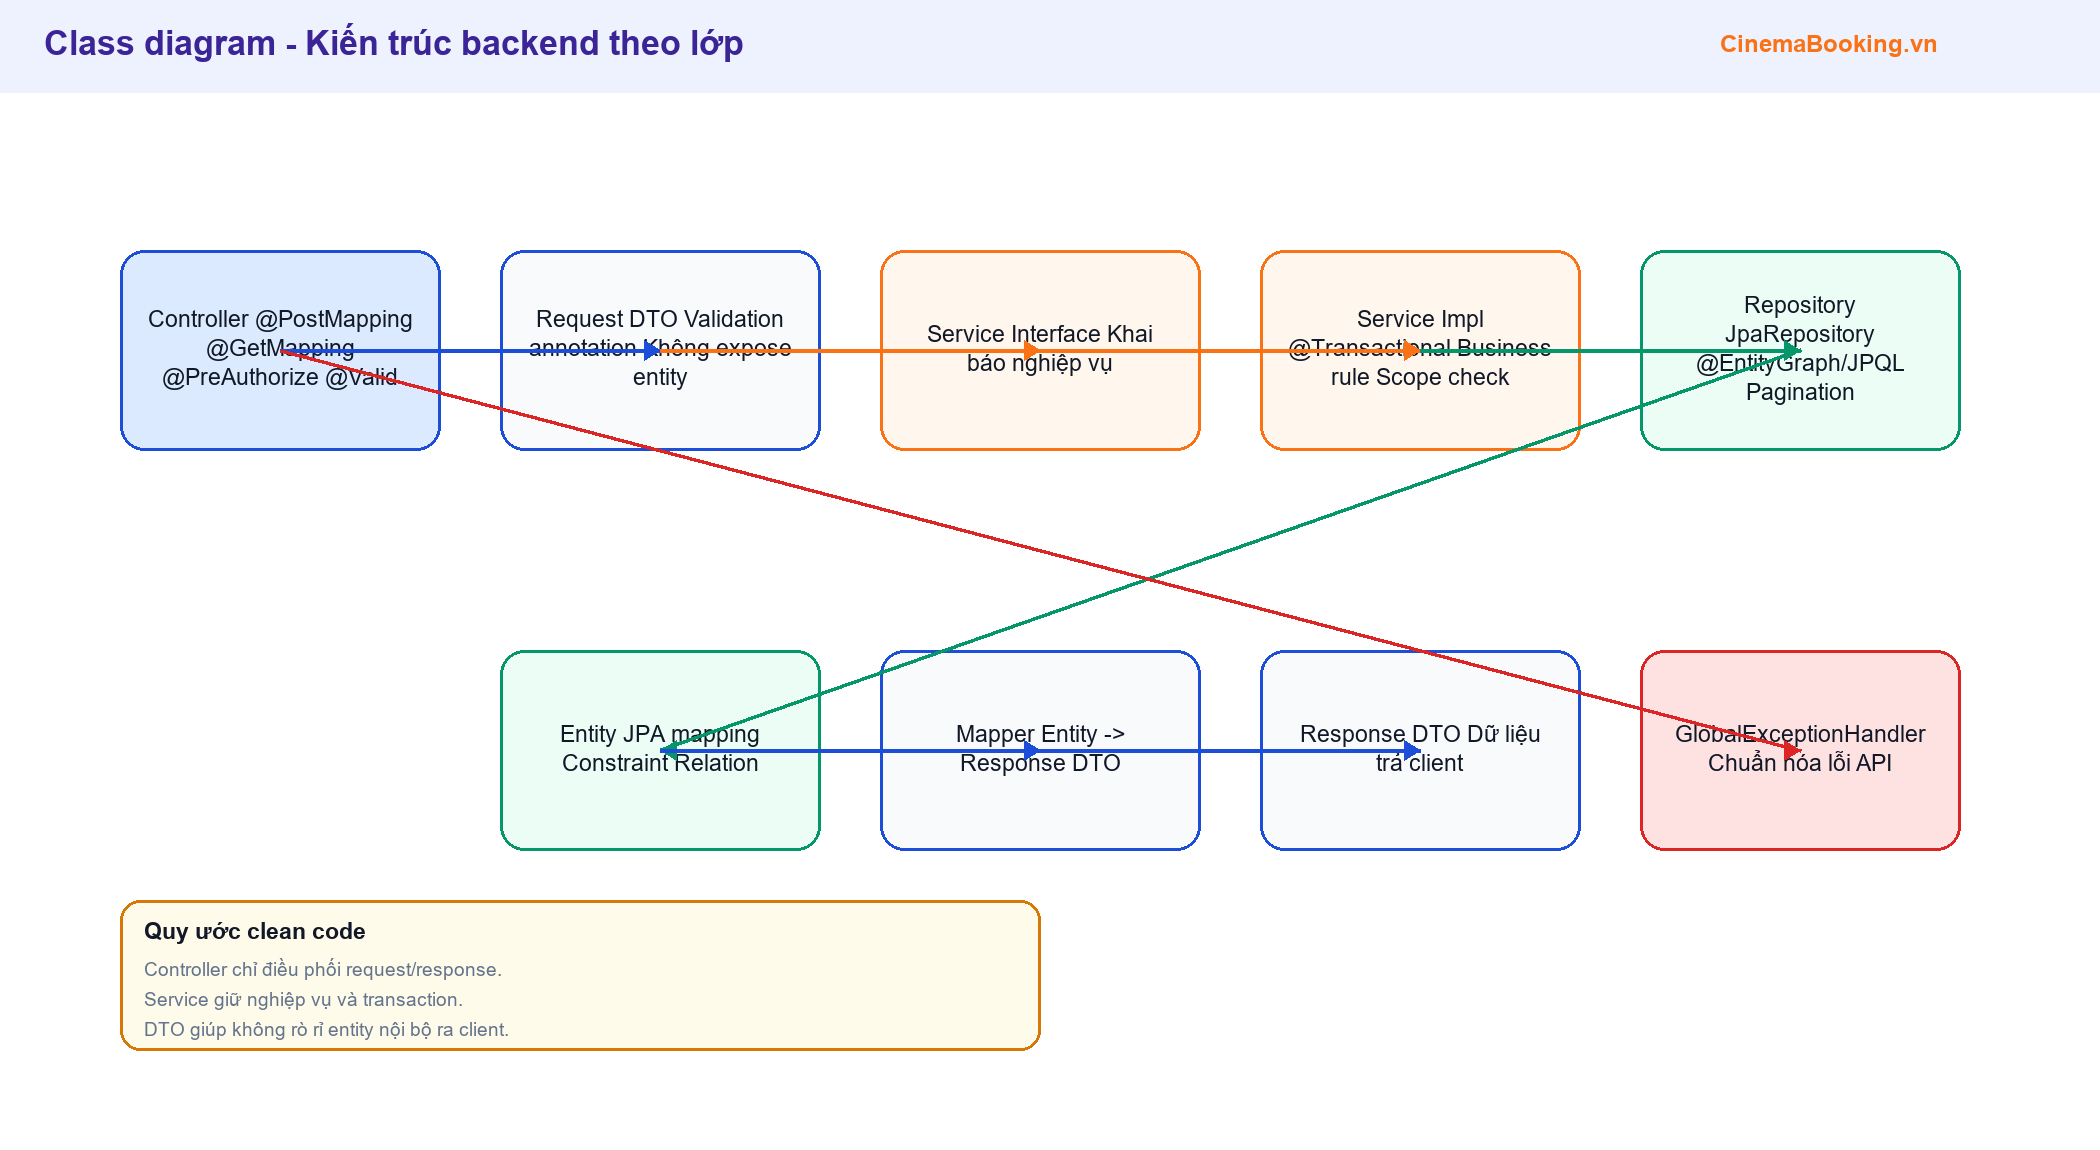 Class diagram - Kiến trúc backend theo lớp
CinemaBooking.vn
Controller @PostMapping
@GetMapping
@PreAuthorize @Valid
Request DTO Validation
annotation Không expose
entity
Service Interface Khai
báo nghiệp vụ
Service Impl
@Transactional Business
rule Scope check
Repository
JpaRepository
@EntityGraph/JPQL
Pagination
Entity JPA mapping
Constraint Relation
Mapper Entity ->
Response DTO
Response DTO Dữ liệu
trả client
GlobalExceptionHandler
Chuẩn hóa lỗi API
Quy ước clean code
Controller chỉ điều phối request/response.
Service giữ nghiệp vụ và transaction.
DTO giúp không rò rỉ entity nội bộ ra client.